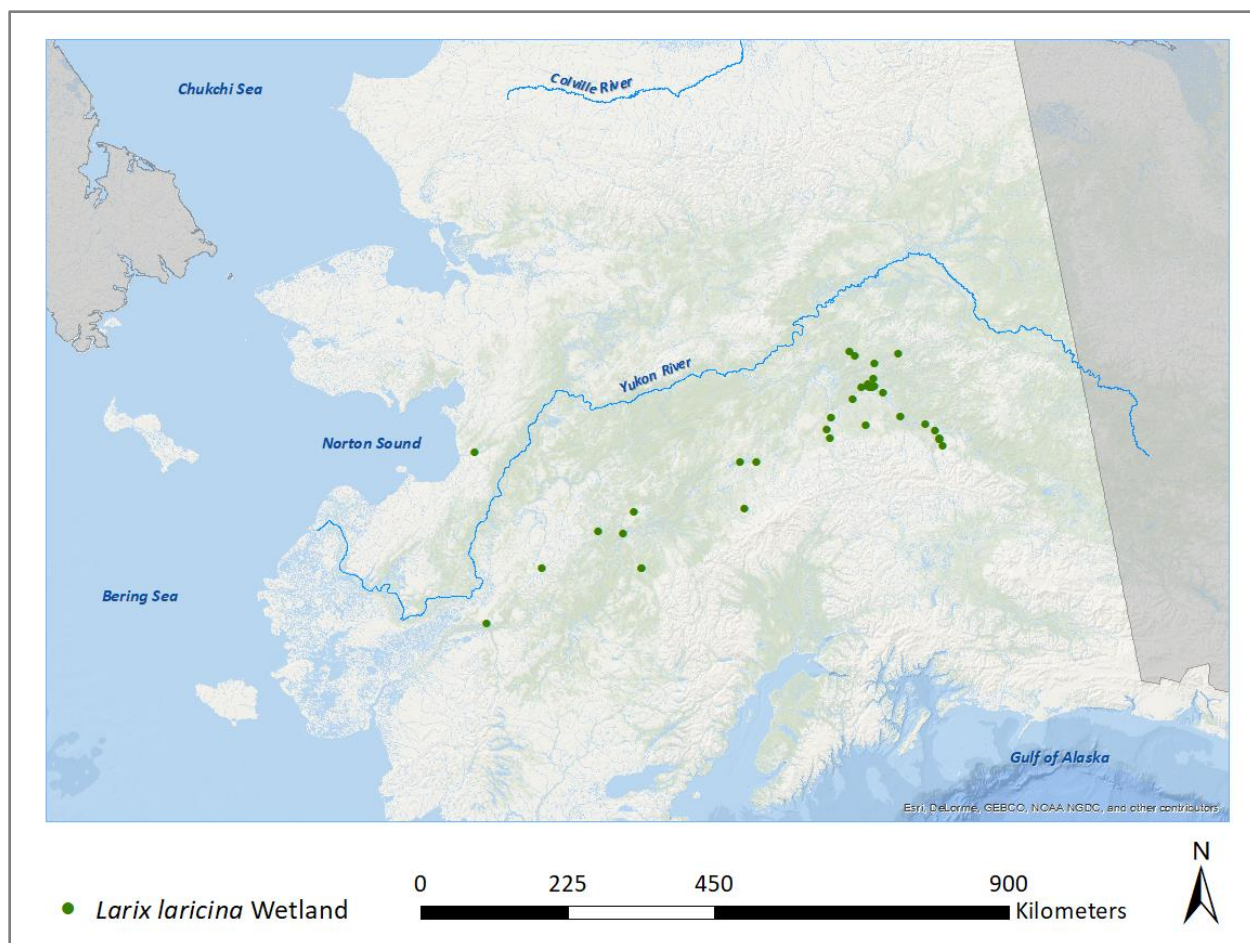 Chukchi Sea
Colville River
Yukon River
Norton Sound
Bering Sea
Gulf of Alaska
Esri, DeLorme, GEBCO, NOAA NGDC, and other contributors
N
0 225 450 900
Larix laricina Wetland
Kilometers